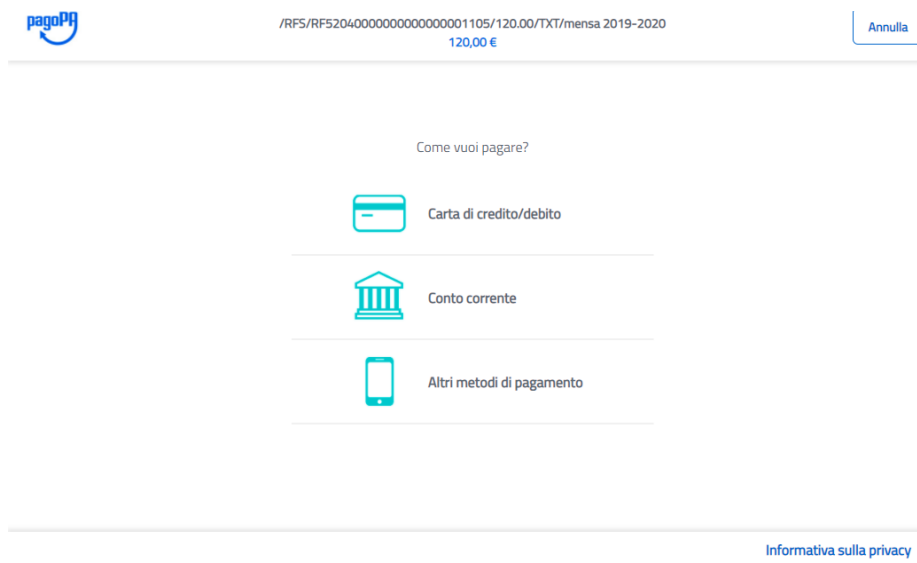 pagoPA
/RFS/RF52040000000000000001105/120.00/TXT/mensa 2019-2020
120,00 €
Annulla
Come vuoi pagare?
Carta di credito/debito
Conto corrente
Altri metodi di pagamento
Informativa sulla privacy